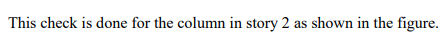 This check is done for the column in story 2 as shown in the figure.